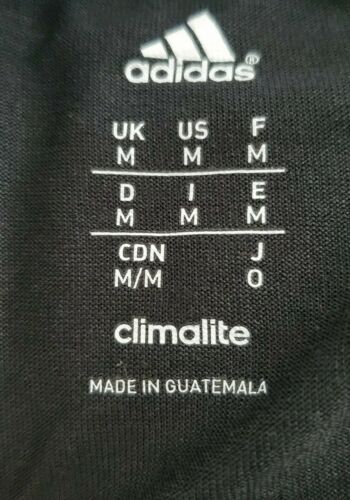 adidas®
UK US F
M M M
D I E
M M M
CDN J
M/M O
climalite
MADE IN GUATEMALA